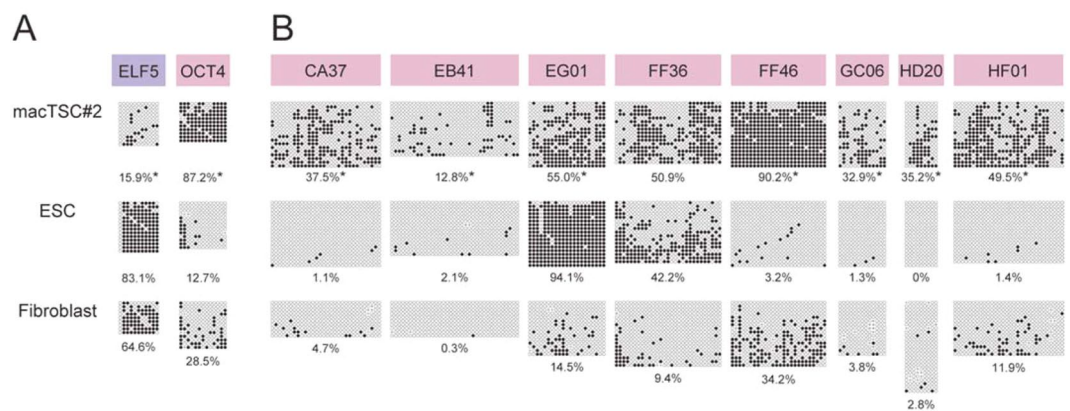 A B
ELF5 OCT4 CA37 EB41 EG01 FF36 FF46 GC06 HD20 HF01
macTSC#2
15.9%* 87.2%* 37.5%* 12.8%* 55.0%* 50.9% 90.2%* 32.9%* 35.2%* 49.5%*
ESC
83.1% 12.7% 1.1% 2.1% 94.1% 42.2% 3.2% 1.3% 0% 1.4%
Fibroblast
64.6% 28.5% 4.7% 0.3% 14.5% 9.4% 34.2% 3.8% 2.8% 11.9%